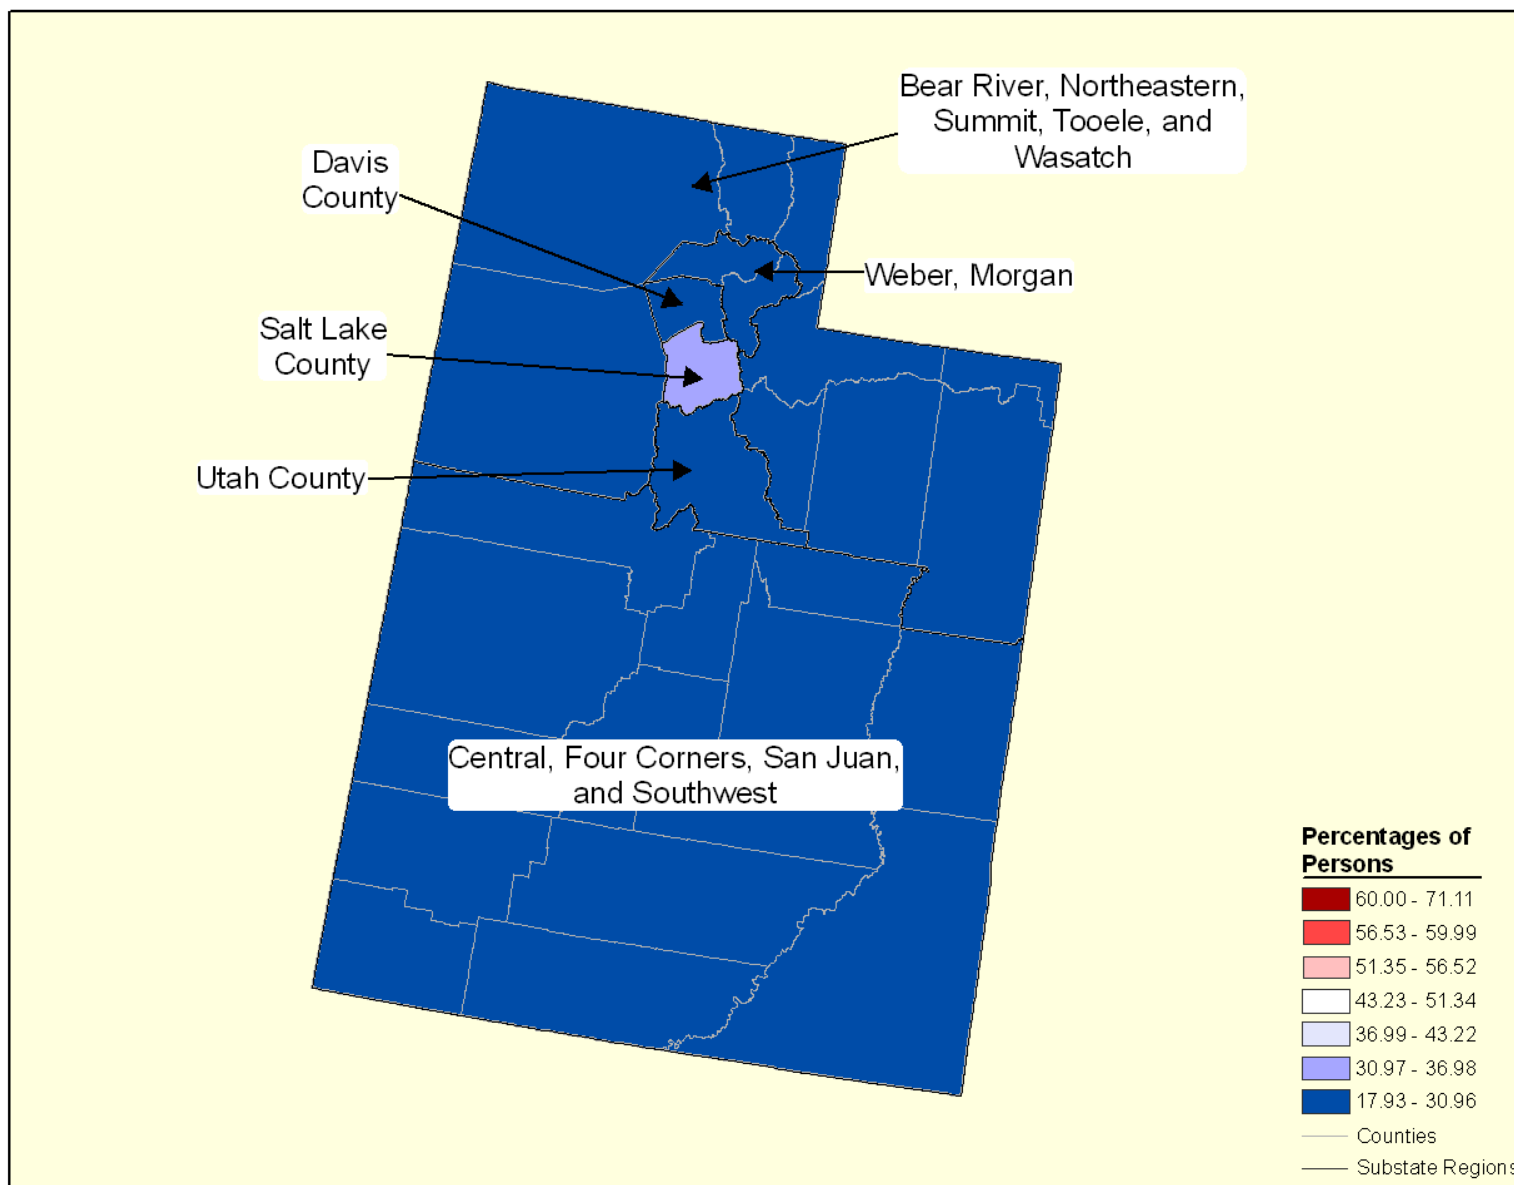 Bear River, Northeastern,
Summit, Tooele, and
Wasatch
Davis
County
Weber, Morgan
Salt Lake
County
Utah County
Central, Four Corners, San Juan,
and Southwest
Percentages of
Persons
60.00 - 71.11
56.53 - 59.99
51.35 - 56.52
43.23 - 51.34
36.99 - 43.22
30.97 - 36.98
17.93 - 30.96
Counties
Substate Regions